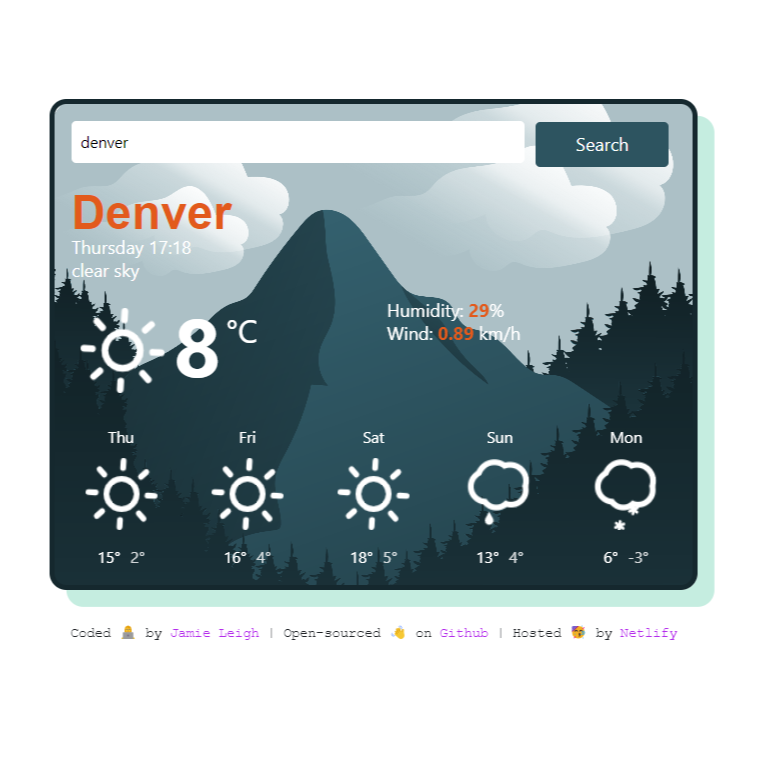 denver
Search
Denver
Thursday 17:18
clear sky
8 °C
Humidity: 29%
Wind: 0.89 km/h
Thu Fri Sat Sun Mon
15° 2° 16° 4° 18° 5° 13° 4° 6° -3°
Coded 👩‍💻 by Jamie Leigh | Open-sourced 👋 on Github | Hosted 🥳 by Netlify